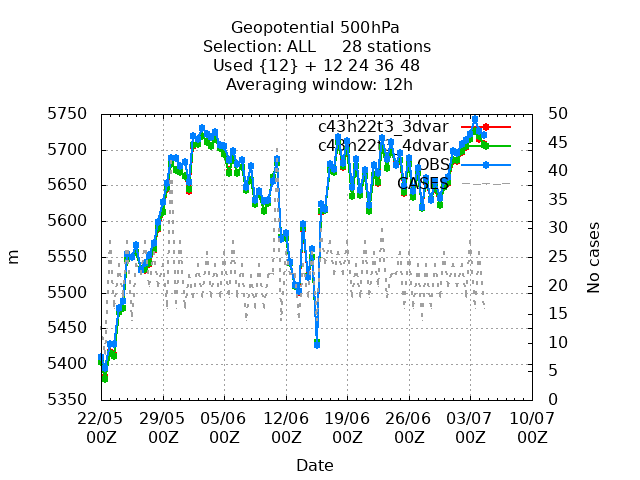 Geopotential 500hPa
Selection: ALL 28 stations
Used {12} + 12 24 36 48
Averaging window: 12h
c43h22t3_3dvar
c43h22t3_4dvar
OBS
CASES
5750
5700
5650
5600
5550
5500
5450
5400
5350
m
50
45
40
35
30
25
20
15
10
5
0
No cases
22/05 29/05 05/06 12/06 19/06 26/06 03/07 10/07
00Z 00Z 00Z 00Z 00Z 00Z 00Z 00Z
Date